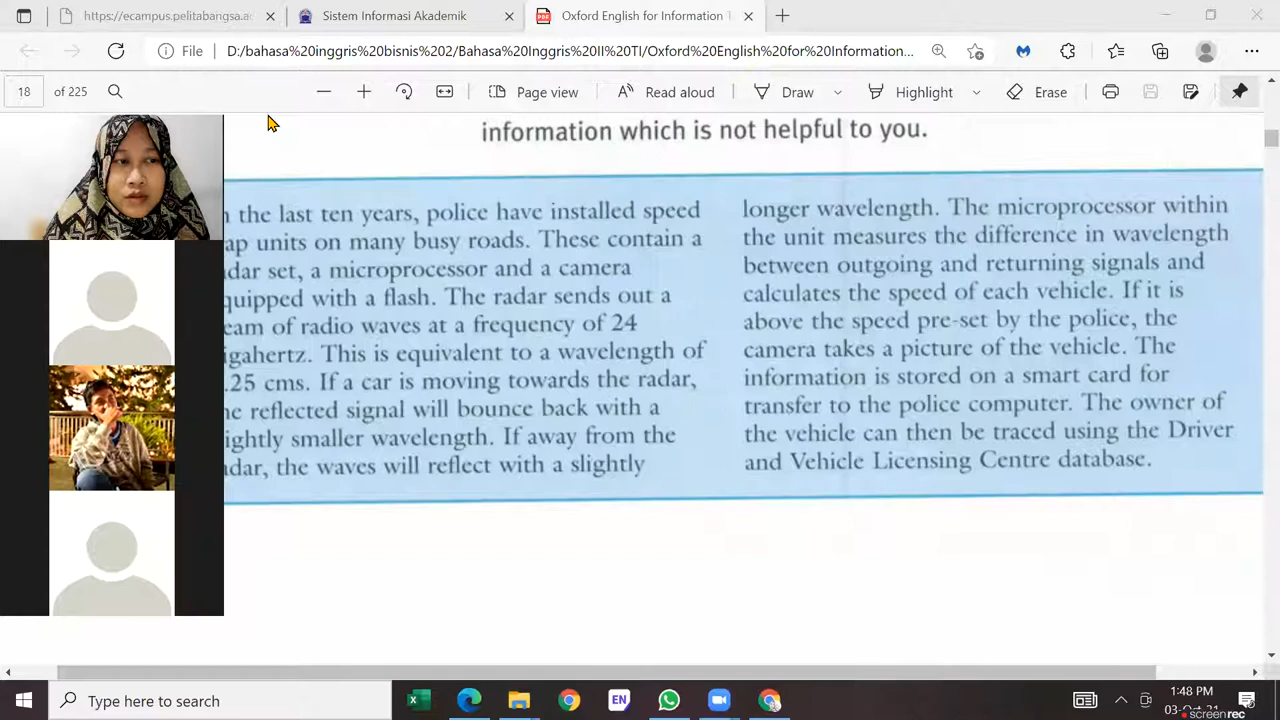 https://ecampus.pelitabangsa.a
Sistem Informasi Akademik
Oxford English for Information
File
D:/bahasa%20inggris%20bisnis%202/Bahasa%20Inggris%20II%20TI/Oxford%20English%20for%20Information...
18
of 225
Page view
Read aloud
Draw
Highlight
Erase
information which is not helpful to you.
n the last ten years, police have installed speed
ap units on many busy roads. These contain a
dar set, a microprocessor and a camera
quipped with a flash. The radar sends out a
eam of radio waves at a frequency of 24
igahertz. This is equivalent to a wavelength of
.25 cms. If a car is moving towards the radar,
he reflected signal will bounce back with a
ightly smaller wavelength. If away from the
dar, the waves will reflect with a slightly
longer wavelength. The microprocessor within
the unit measures the difference in wavelength
between outgoing and returning signals and
calculates the speed of each vehicle. If it is
above the speed pre-set by the police, the
camera takes a picture of the vehicle. The
information is stored on a smart card for
transfer to the police computer. The owner of
the vehicle can then be traced using the Driver
and Vehicle Licensing Centre database.
Type here to search
EN
1:48 PM
03-Oct-21
screenrec